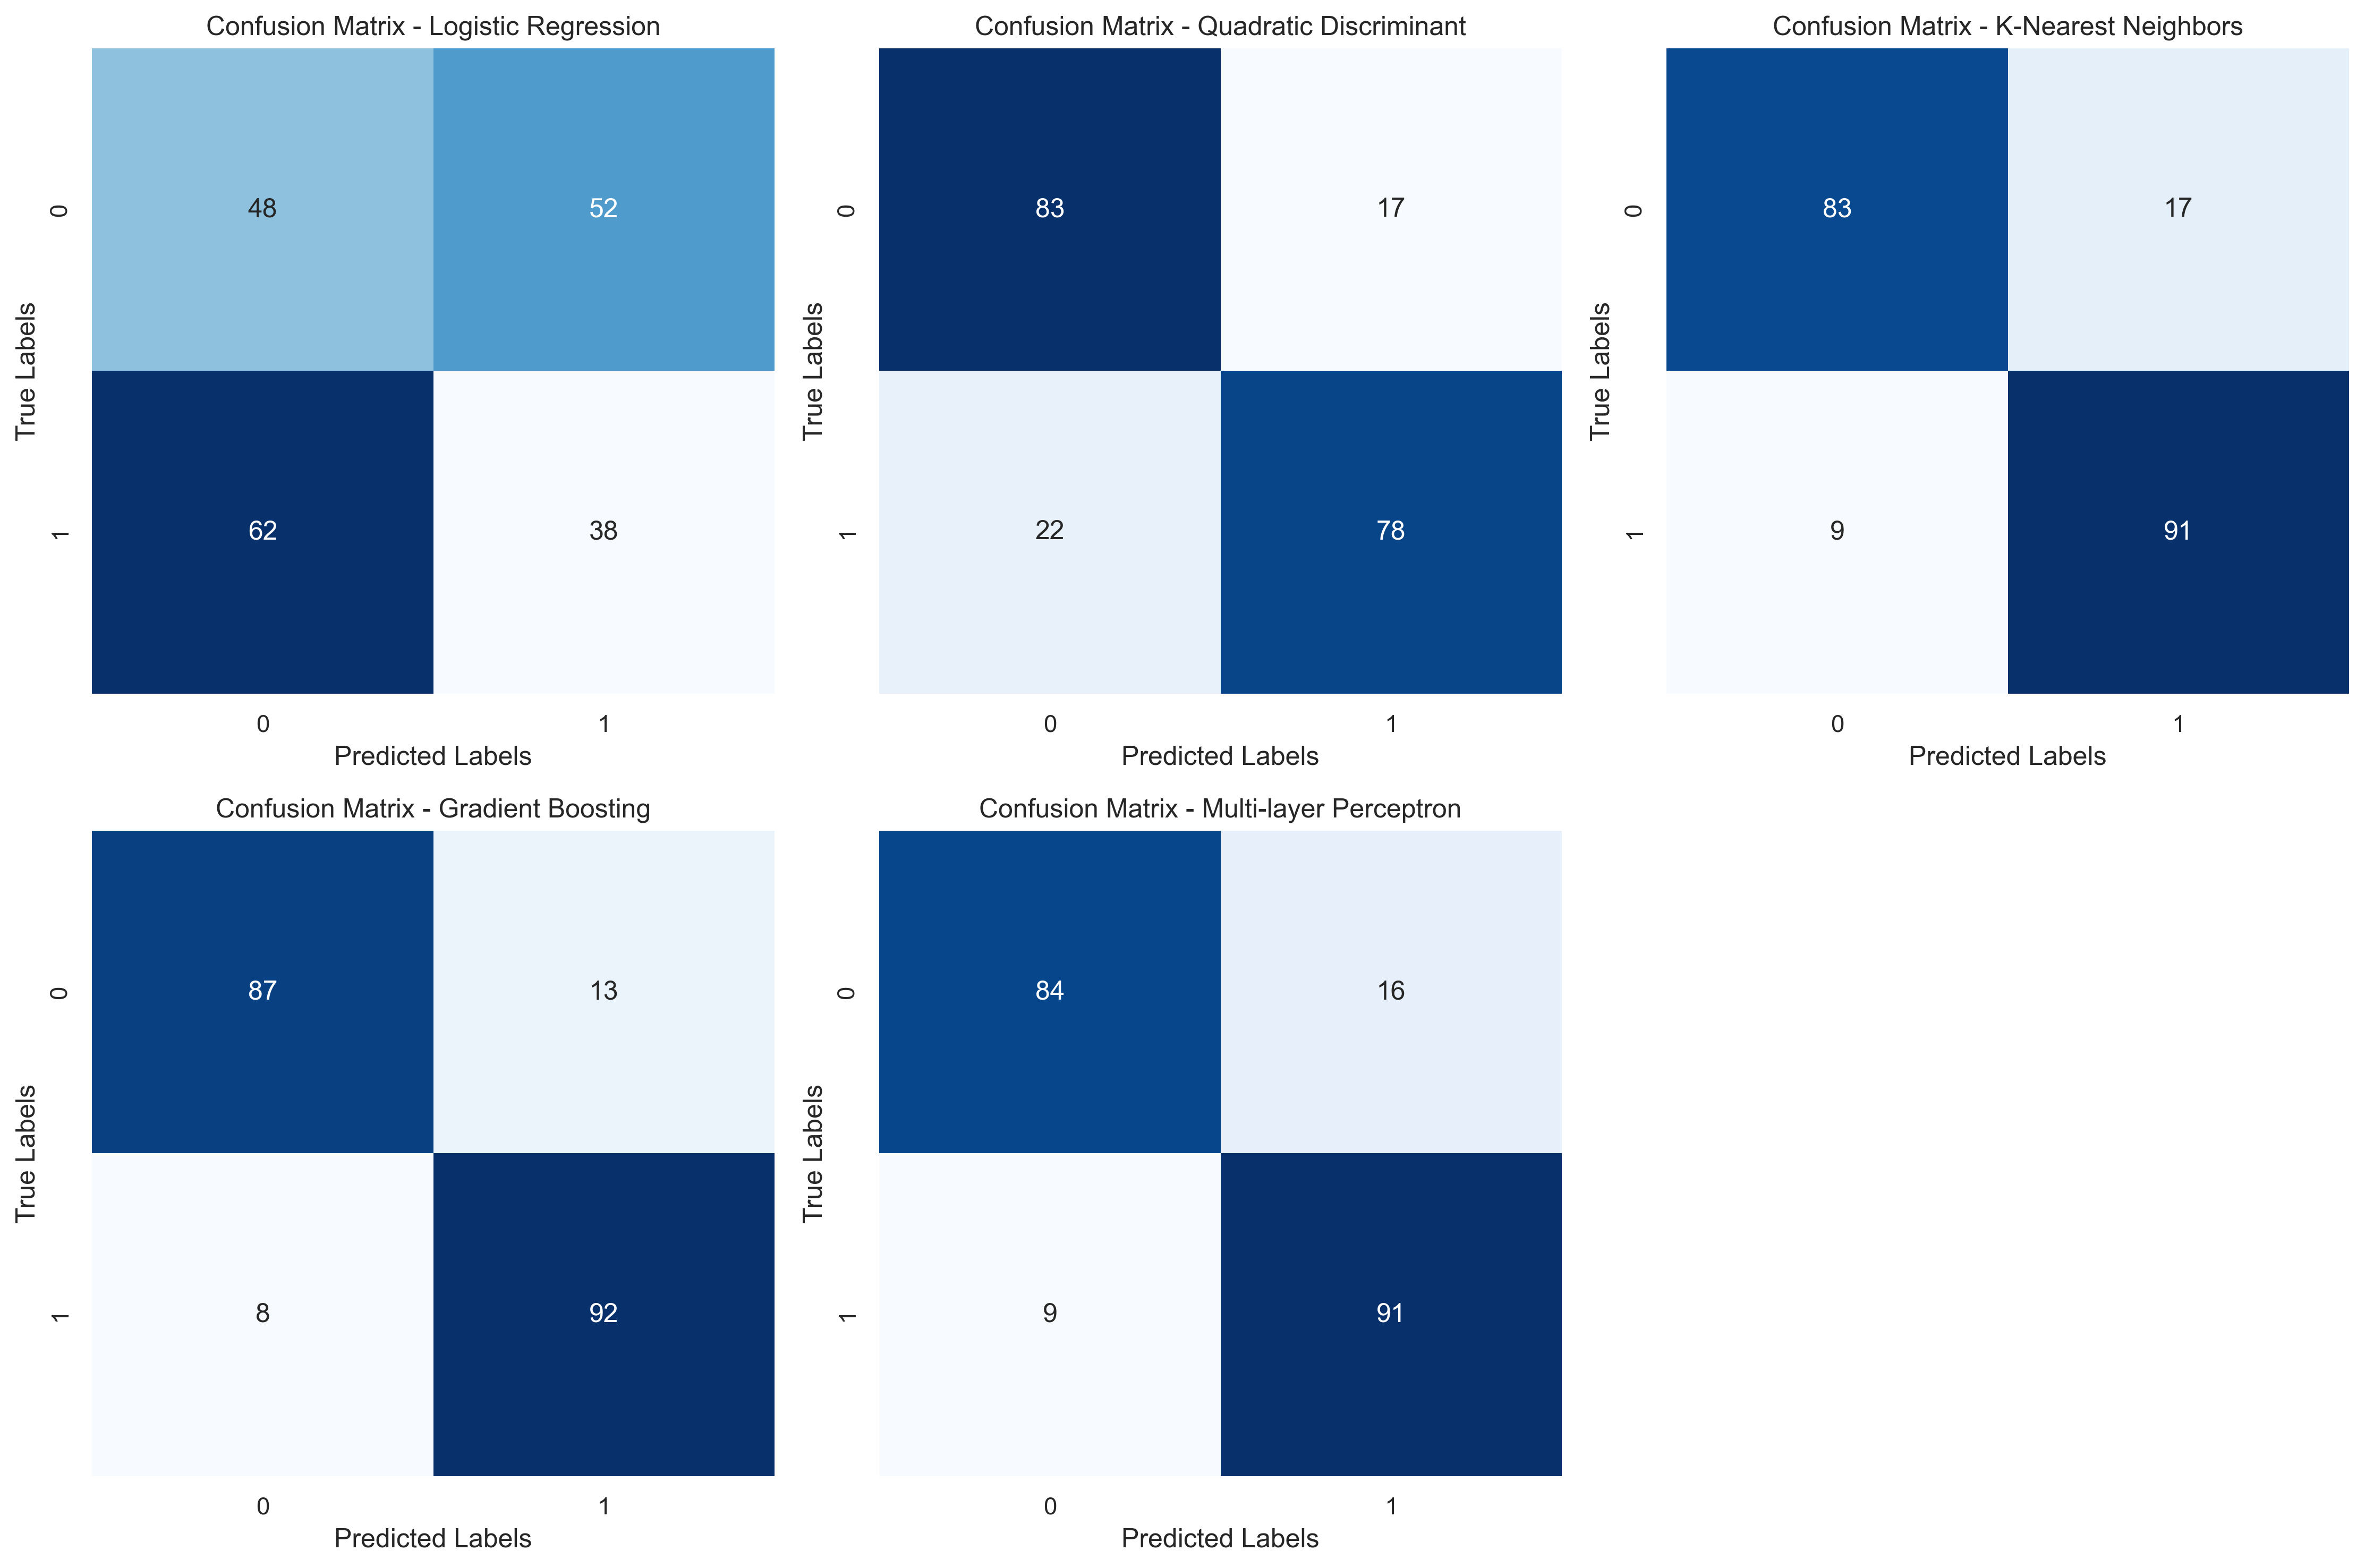 Confusion Matrix - Logistic Regression
48 52
62 38
0
1
True Labels
0 1
Predicted Labels
Confusion Matrix - Quadratic Discriminant
83 17
22 78
0
1
True Labels
0 1
Predicted Labels
Confusion Matrix - K-Nearest Neighbors
83 17
9 91
0
1
True Labels
0 1
Predicted Labels
Confusion Matrix - Gradient Boosting
87 13
8 92
0
1
True Labels
0 1
Predicted Labels
Confusion Matrix - Multi-layer Perceptron
84 16
9 91
0
1
True Labels
0 1
Predicted Labels